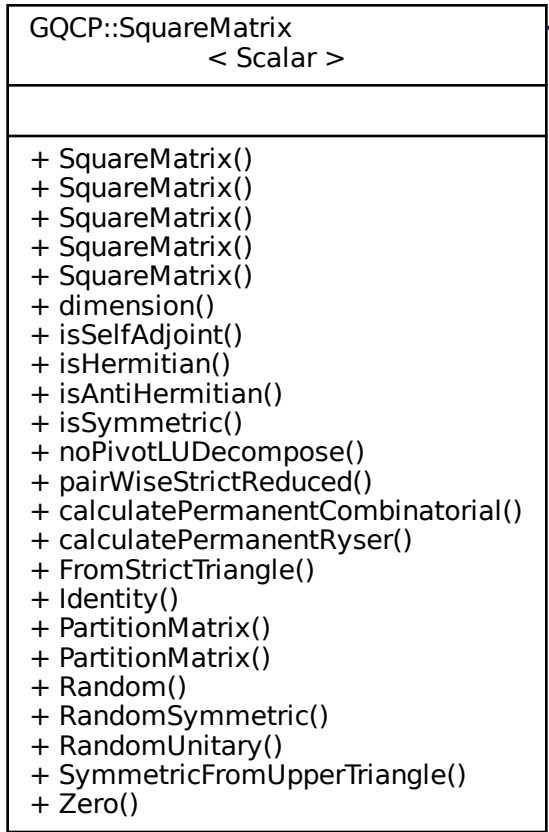 GQCP::SquareMatrix
< Scalar >
+ SquareMatrix()
+ SquareMatrix()
+ SquareMatrix()
+ SquareMatrix()
+ SquareMatrix()
+ dimension()
+ isSelfAdjoint()
+ isHermitian()
+ isAntiHermitian()
+ isSymmetric()
+ noPivotLUDecompose()
+ pairWiseStrictReduced()
+ calculatePermanentCombinatorial()
+ calculatePermanentRyser()
+ FromStrictTriangle()
+ Identity()
+ PartitionMatrix()
+ PartitionMatrix()
+ Random()
+ RandomSymmetric()
+ RandomUnitary()
+ SymmetricFromUpperTriangle()
+ Zero()